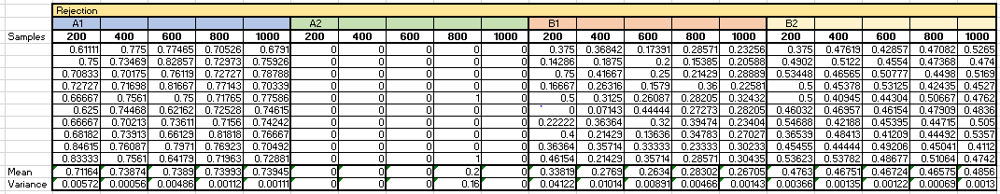 Rejection
A1 A2 B1 B2
Samples 200 400 600 800 1000 200 400 600 800 1000 200 400 600 800 1000 200 400 600 800 1000
0.61111 0.775 0.77465 0.70526 0.6791 0 0 0 0 0 0.375 0.36842 0.17391 0.28571 0.23256 0.375 0.47619 0.42857 0.47082 0.5265
0.75 0.73469 0.82857 0.72973 0.75926 0 0 0 0 0 0.14286 0.1875 0.2 0.15385 0.20588 0.4902 0.5122 0.4554 0.47368 0.474
0.70833 0.70175 0.76119 0.72727 0.78788 0 0 0 0 0 0.75 0.41667 0.25 0.21429 0.28889 0.53448 0.46565 0.50777 0.4498 0.5169
0.72727 0.71698 0.81667 0.77143 0.70339 0 0 0 0 0 0.16667 0.26316 0.1579 0.36 0.22581 0.5 0.45378 0.53125 0.42435 0.4527
0.66667 0.7561 0.75 0.71765 0.77586 0 0 0 1 0 0.5 0.3125 0.26087 0.28205 0.32432 0.5 0.40945 0.44304 0.50667 0.4762
0.625 0.74468 0.62162 0.72528 0.74615 0 0 0 0 0 0 0.07143 0.44444 0.27273 0.28205 0.46032 0.46957 0.46154 0.47909 0.4836
0.66667 0.70213 0.73611 0.7156 0.74242 0 0 0 0 0 0.22222 0.36364 0.32 0.39474 0.23404 0.54688 0.42188 0.45395 0.44715 0.505
0.68182 0.73913 0.66129 0.81818 0.76667 0 0 0 0 0 0.4 0.21429 0.13636 0.34783 0.27027 0.36539 0.48413 0.41209 0.44492 0.5357
0.84615 0.76087 0.7971 0.76923 0.70492 0 0 0 0 0 0.36364 0.35714 0.33333 0.23333 0.30233 0.45455 0.44444 0.49206 0.45041 0.4112
0.83333 0.7561 0.64179 0.71963 0.72881 0 0 0 1 0 0.46154 0.21429 0.35714 0.28571 0.30435 0.53623 0.53782 0.48677 0.51064 0.4742
Mean 0.71164 0.73874 0.7389 0.73993 0.73945 0 0 0 0.2 0 0.33819 0.2769 0.2634 0.28302 0.26705 0.4763 0.46751 0.46724 0.46575 0.4856
Variance 0.00572 0.00056 0.00486 0.00112 0.00111 0 0 0 0.16 0 0.04122 0.01014 0.00891 0.00466 0.00143 0.00366 0.00135 0.00122 0.00069 0.0013